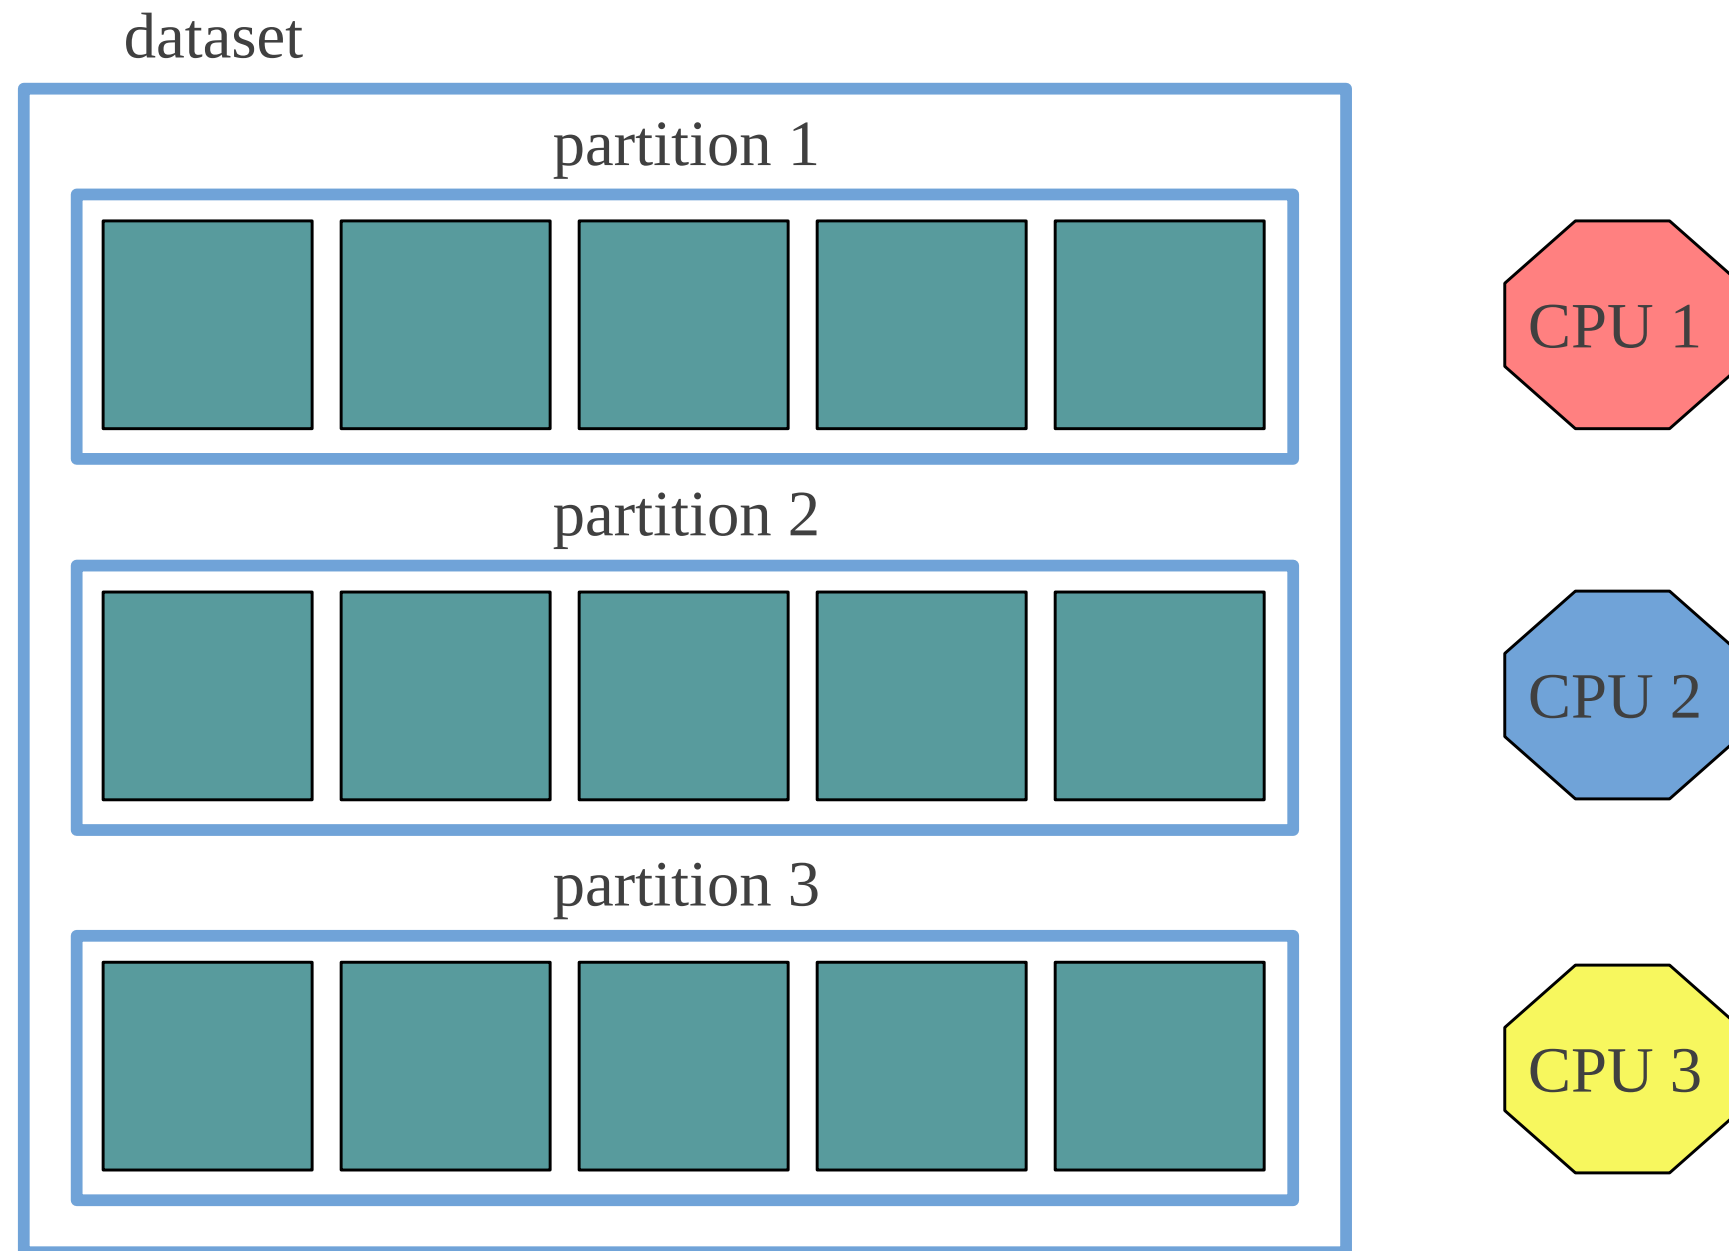 dataset
partition 1
CPU 1
partition 2
CPU 2
partition 3
CPU 3